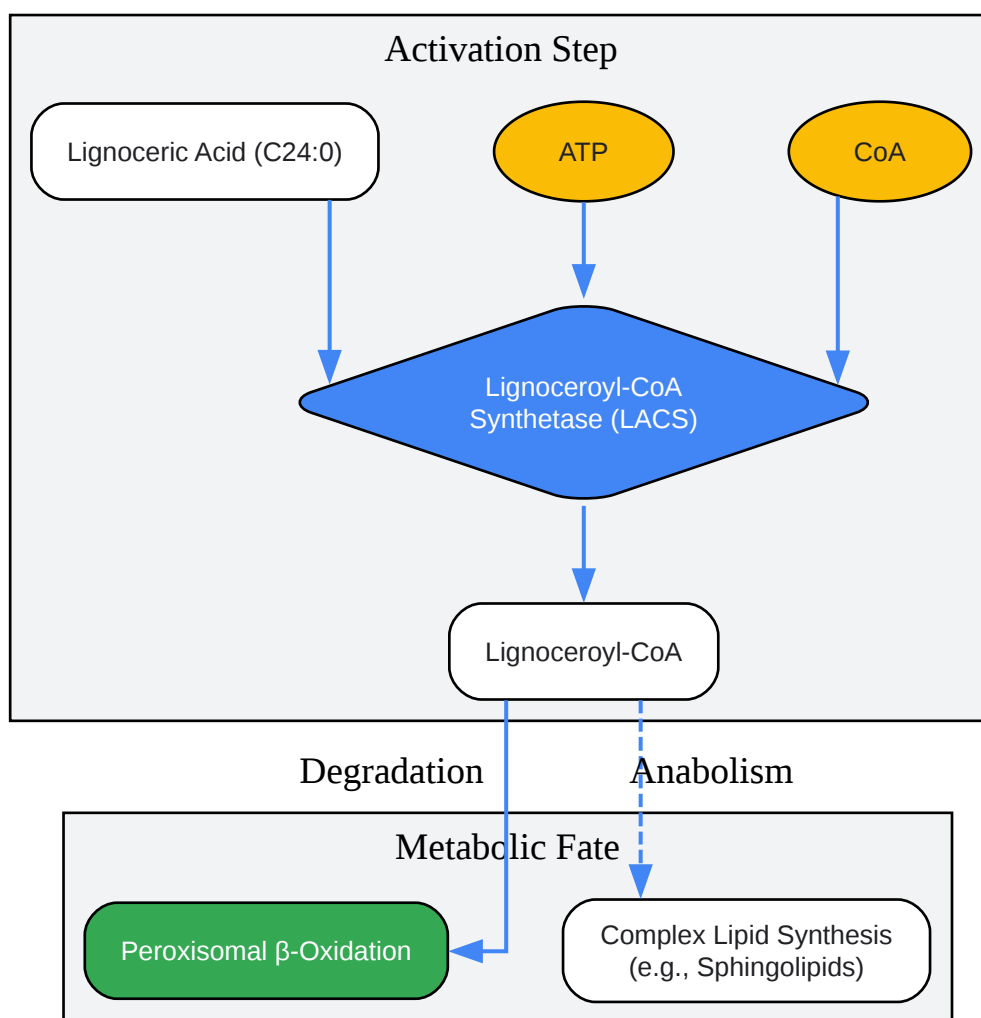 Activation Step
Lignoceric Acid (C24:0)
ATP
CoA
Lignoceroyl-CoA
Synthetase (LACS)
Lignoceroyl-CoA
Degradation
Anabolism
Metabolic Fate
Peroxisomal β-Oxidation
Complex Lipid Synthesis
(e.g., Sphingolipids)